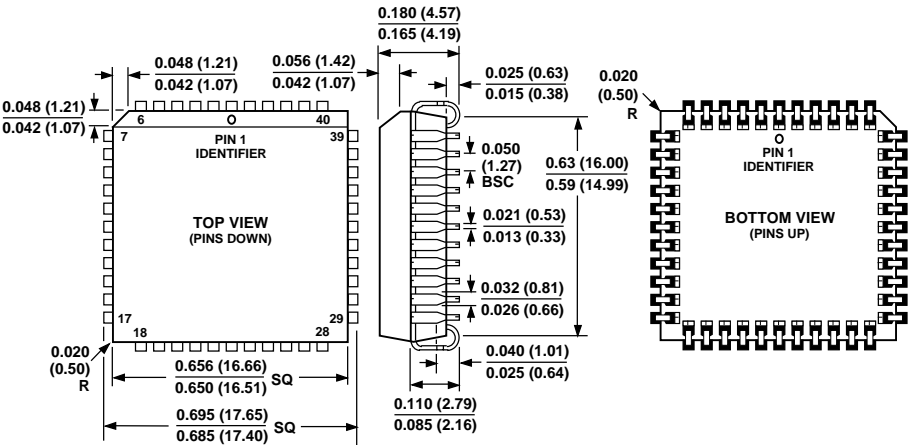 0.180 (4.57)
0.165 (4.19)
0.048 (1.21)
0.042 (1.07)
0.056 (1.42)
0.042 (1.07)
0.025 (0.63)
0.015 (0.38)
0.020
(0.50)
R
0.048 (1.21)
0.042 (1.07)
6
O
40
7
PIN 1
IDENTIFIER
39
0.050
(1.27)
BSC
0.63 (16.00)
0.59 (14.99)
O
PIN 1
IDENTIFIER
TOP VIEW
(PINS DOWN)
0.021 (0.53)
0.013 (0.33)
BOTTOM VIEW
(PINS UP)
0.032 (0.81)
0.026 (0.66)
17
29
18
28
0.020
(0.50)
R
0.656 (16.66)
0.650 (16.51)
SQ
0.040 (1.01)
0.025 (0.64)
0.695 (17.65)
0.685 (17.40)
SQ
0.110 (2.79)
0.085 (2.16)